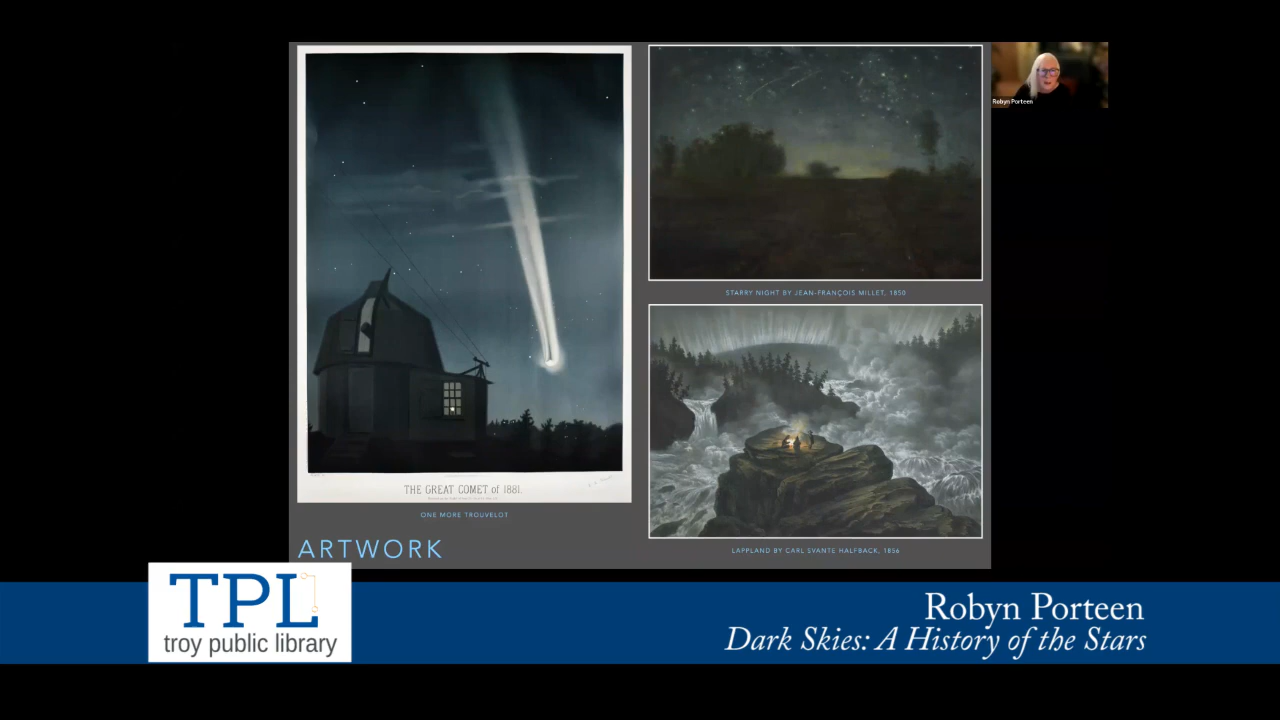 Robyn Porteen
THE GREAT COMET of 1881.
ONE MORE TROUVELOT
STARRY NIGHT BY JEAN-FRANÇOIS MILLET, 1850
LAPPLAND BY CARL SVANTE HALFBACK, 1856
ARTWORK
TPL
troy public library
Robyn Porteen
Dark Skies: A History of the Stars